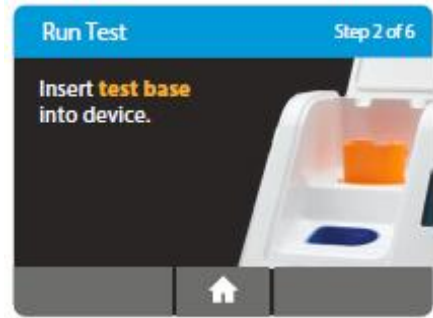 Run Test
Step 2 of 6
Insert test base
into device.